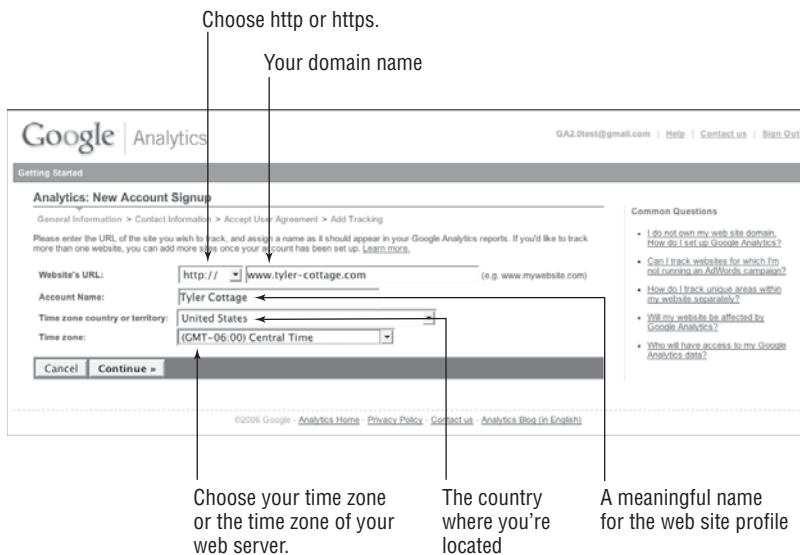 Choose http or https.
Your domain name
Google Analytics
GA2.0test@gmail.com | Help | Contact us | Sign Out
Getting Started
Analytics: New Account Signup
General Information > Contact Information > Accept User Agreement > Add Tracking
Please enter the URL of the site you wish to track, and assign a name as it should appear in your Google Analytics reports. If you'd like to track
more than one website, you can add more sites once your account has been set up. Learn more.
Website's URL: http:// www.tyler-cottage.com (e.g. www.mywebsite.com)
Account Name: Tyler Cottage
Time zone country or territory: United States
Time zone: (GMT-06:00) Central Time
Cancel Continue »
Common Questions
• I do not own my web site domain.
How do I set up Google Analytics?
• Can I track websites for which I'm
not running an AdWords campaign?
• How do I track unique areas within
my website separately?
• Will my website be affected by
Google Analytics?
• Who will have access to my Google
Analytics data?
©2006 Google - Analytics Home - Privacy Policy - Contact us - Analytics Blog (in English)
Choose your time zone
or the time zone of your
web server.
The country
where you're
located
A meaningful name
for the web site profile